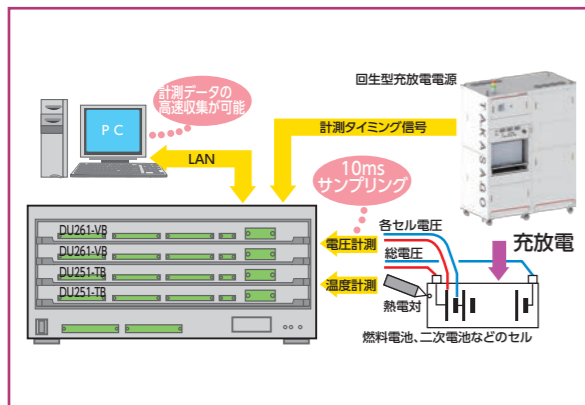 計測データの
高速収集が可能
PC
LAN
回生型充放電電源
TAKASAGO
計測タイミング信号
10ms
サンプリング
DU261-VB
DU261-VB
DU251-TB
DU251-TB
各セル電圧
電圧計測
総電圧
温度計測
熱電対
充放電
燃料電池、二次電池などのセル